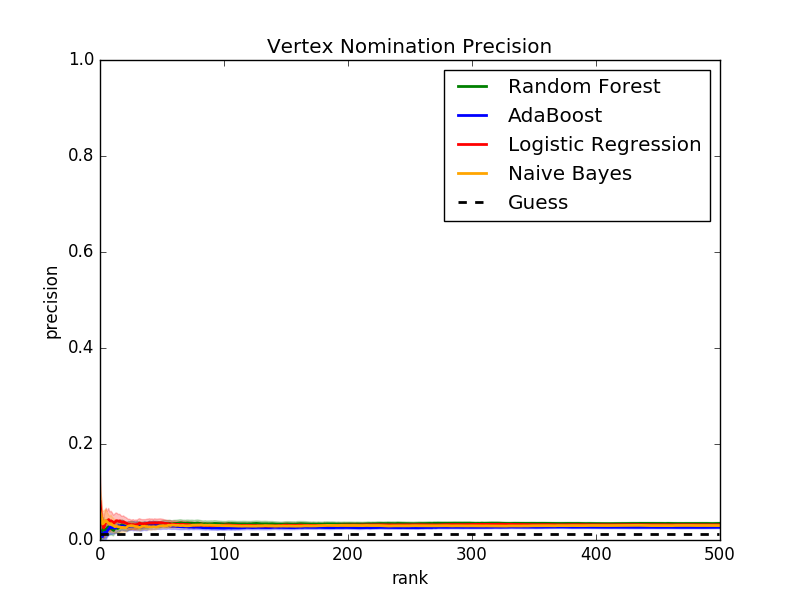 Vertex Nomination Precision
1.0
0.8
0.6
0.4
0.2
0.0
precision
Random Forest
AdaBoost
Logistic Regression
Naive Bayes
Guess
0 100 200 300 400 500
rank